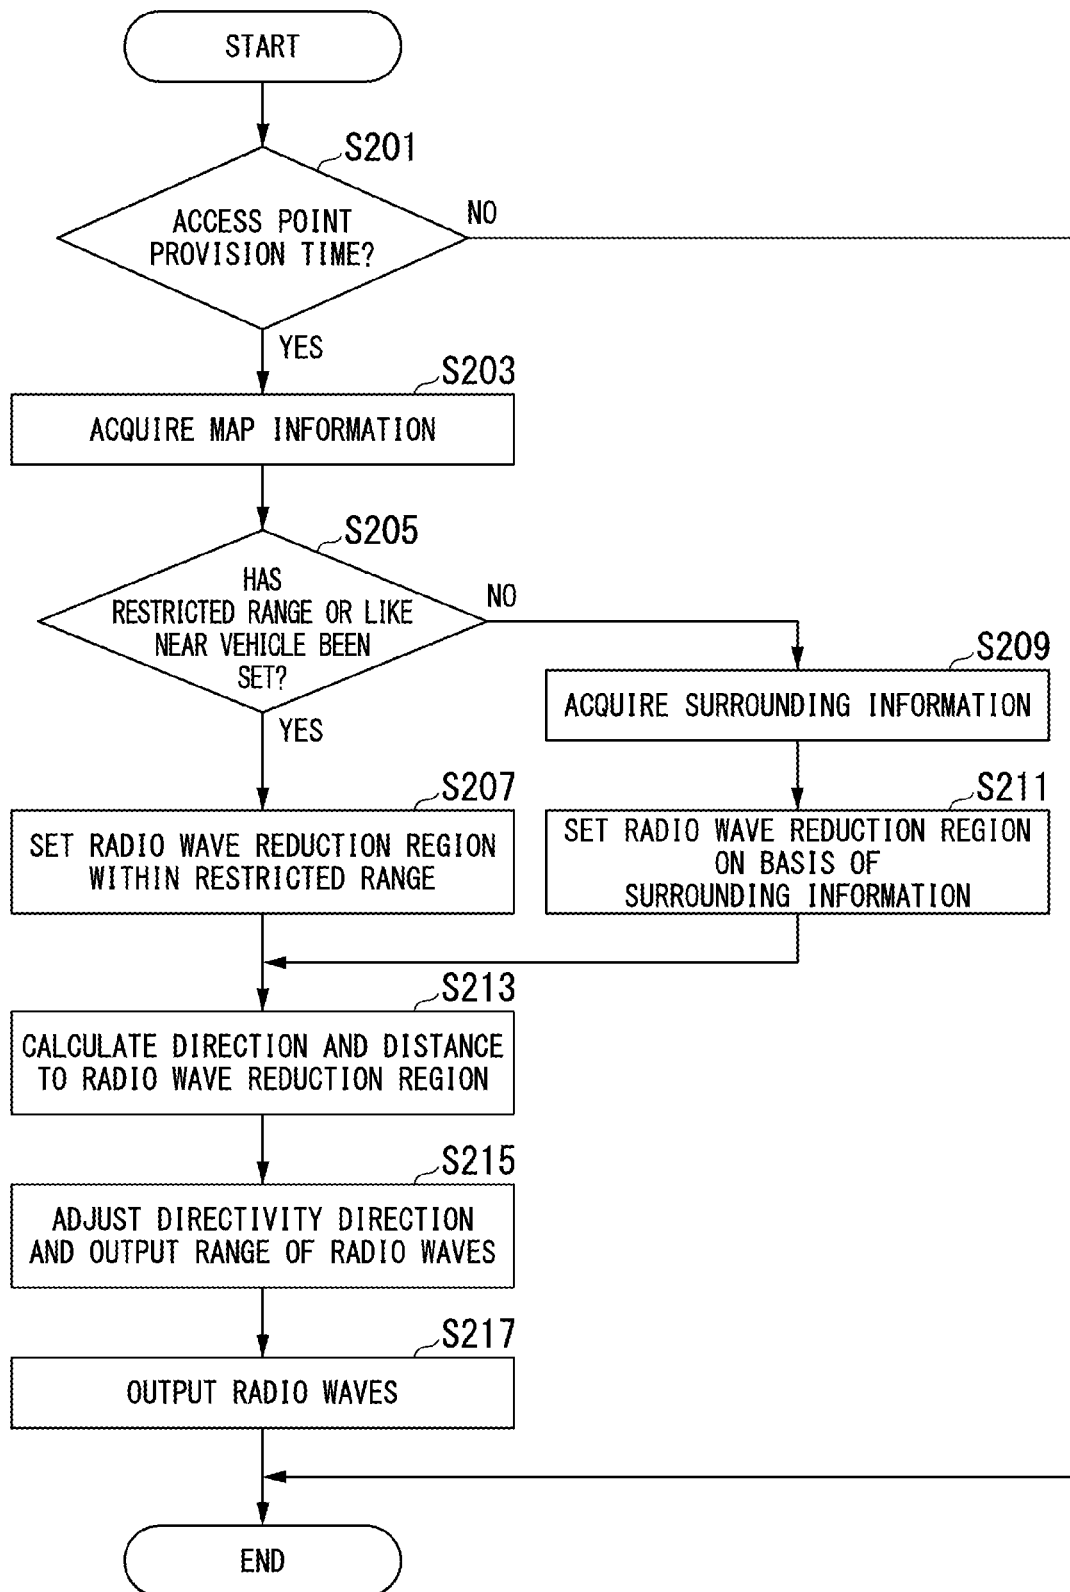 START
S201
ACCESS POINT
PROVISION TIME?
NO
YES
S203
ACQUIRE MAP INFORMATION
S205
HAS
RESTRICTED RANGE OR LIKE
NEAR VEHICLE BEEN
SET?
NO
YES
S209
ACQUIRE SURROUNDING INFORMATION
S207
SET RADIO WAVE REDUCTION REGION
WITHIN RESTRICTED RANGE
S211
SET RADIO WAVE REDUCTION REGION
ON BASIS OF
SURROUNDING INFORMATION
S213
CALCULATE DIRECTION AND DISTANCE
TO RADIO WAVE REDUCTION REGION
S215
ADJUST DIRECTIVITY DIRECTION
AND OUTPUT RANGE OF RADIO WAVES
S217
OUTPUT RADIO WAVES
END